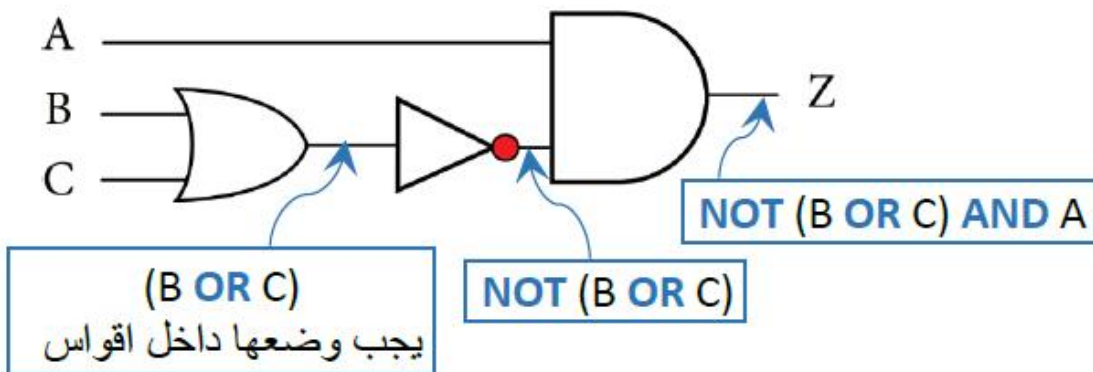 A
B
C
Z
NOT (B OR C) AND A
(B OR C)
يجب وضعها داخل اقواس
NOT (B OR C)